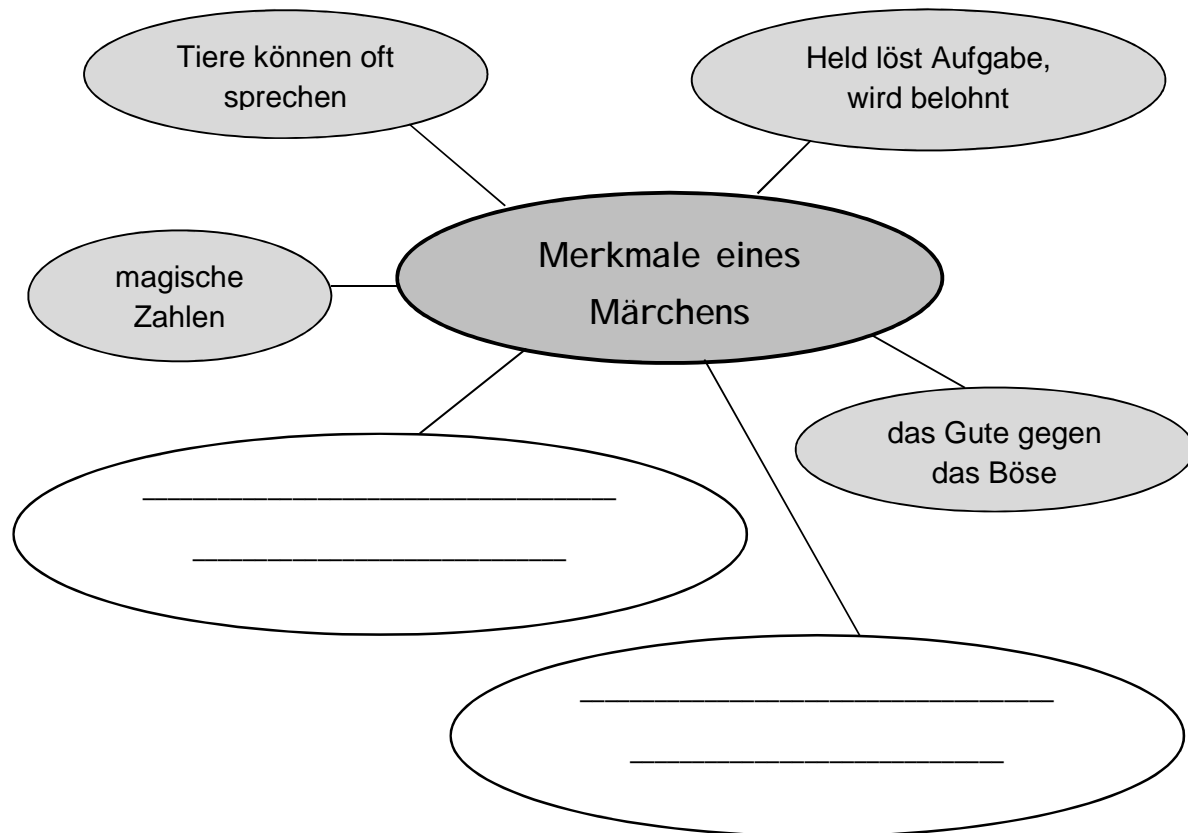 Tiere können oft
sprechen
Held löst Aufgabe,
wird belohnt
Merkmale eines
Märchens
magische
Zahlen
das Gute gegen
das Böse